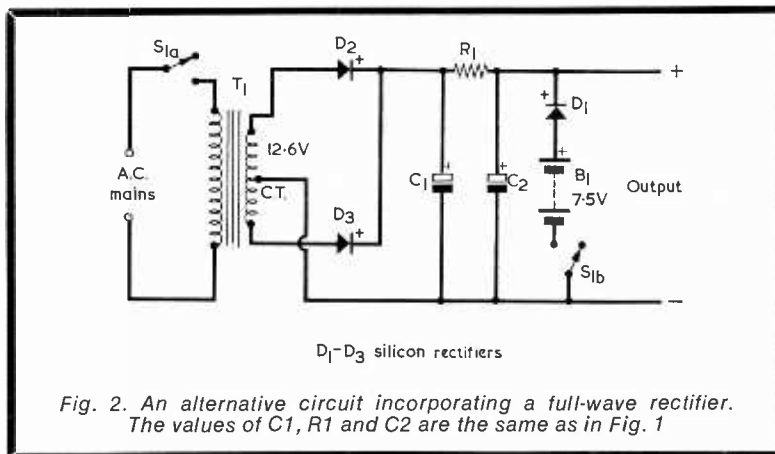 S1a
T1
D2
R1
+
+
D1
+
A.C.
mains
12·6V
CT.
+
C1
+
C2
+
B1
7·5V
Output
D3
+
S1b
−
D1–D3 silicon rectifiers
Fig. 2. An alternative circuit incorporating a full-wave rectifier.
The values of C1, R1 and C2 are the same as in Fig. 1